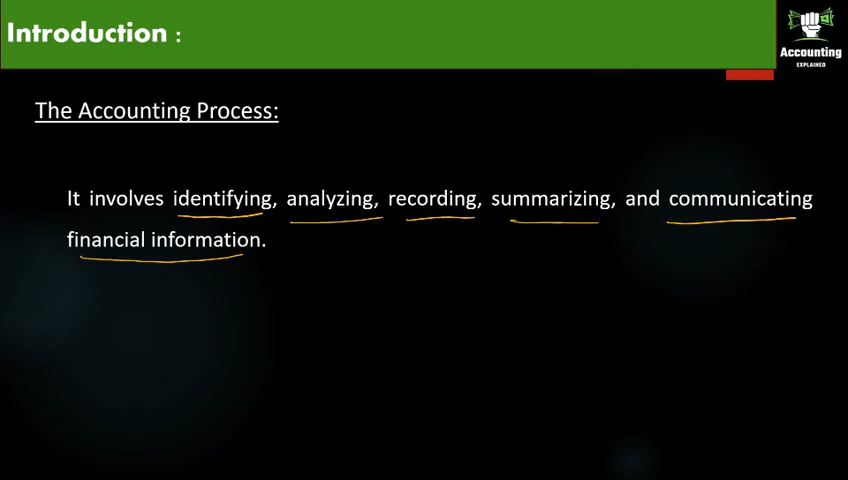 Introduction :
Accounting
EXPLAINED
The Accounting Process:
It involves identifying, analyzing, recording, summarizing, and communicating
financial information.